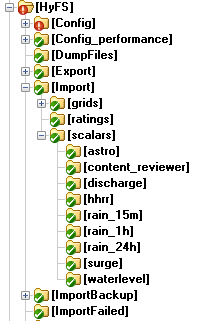 [HyFS]
[Config]
[Config_performance]
[DumpFiles]
[Export]
[Import]
[grids]
[ratings]
[scalars]
[astro]
[content_reviewer]
[discharge]
[hhrr]
[rain_15m]
[rain_1h]
[rain_24h]
[surge]
[waterlevel]
[ImportBackup]
[ImportFailed]